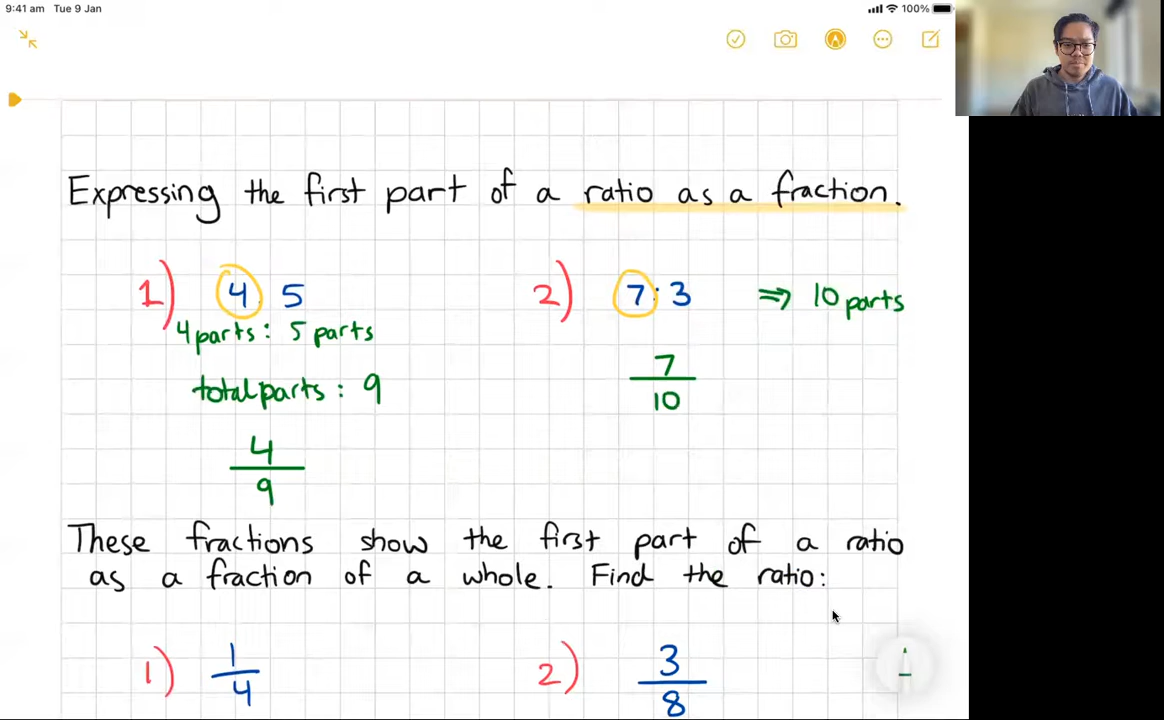 9:41 am Tue 9 Jan 100%
Expressing the first part of a ratio as a fraction.
1) 4 : 5
4 parts : 5 parts
total parts : 9
4
9
2) 7 : 3 ⇒ 10 parts
7
10
These fractions show the first part of a ratio
as a fraction of a whole. Find the ratio:
1) 1
4
2) 3
8